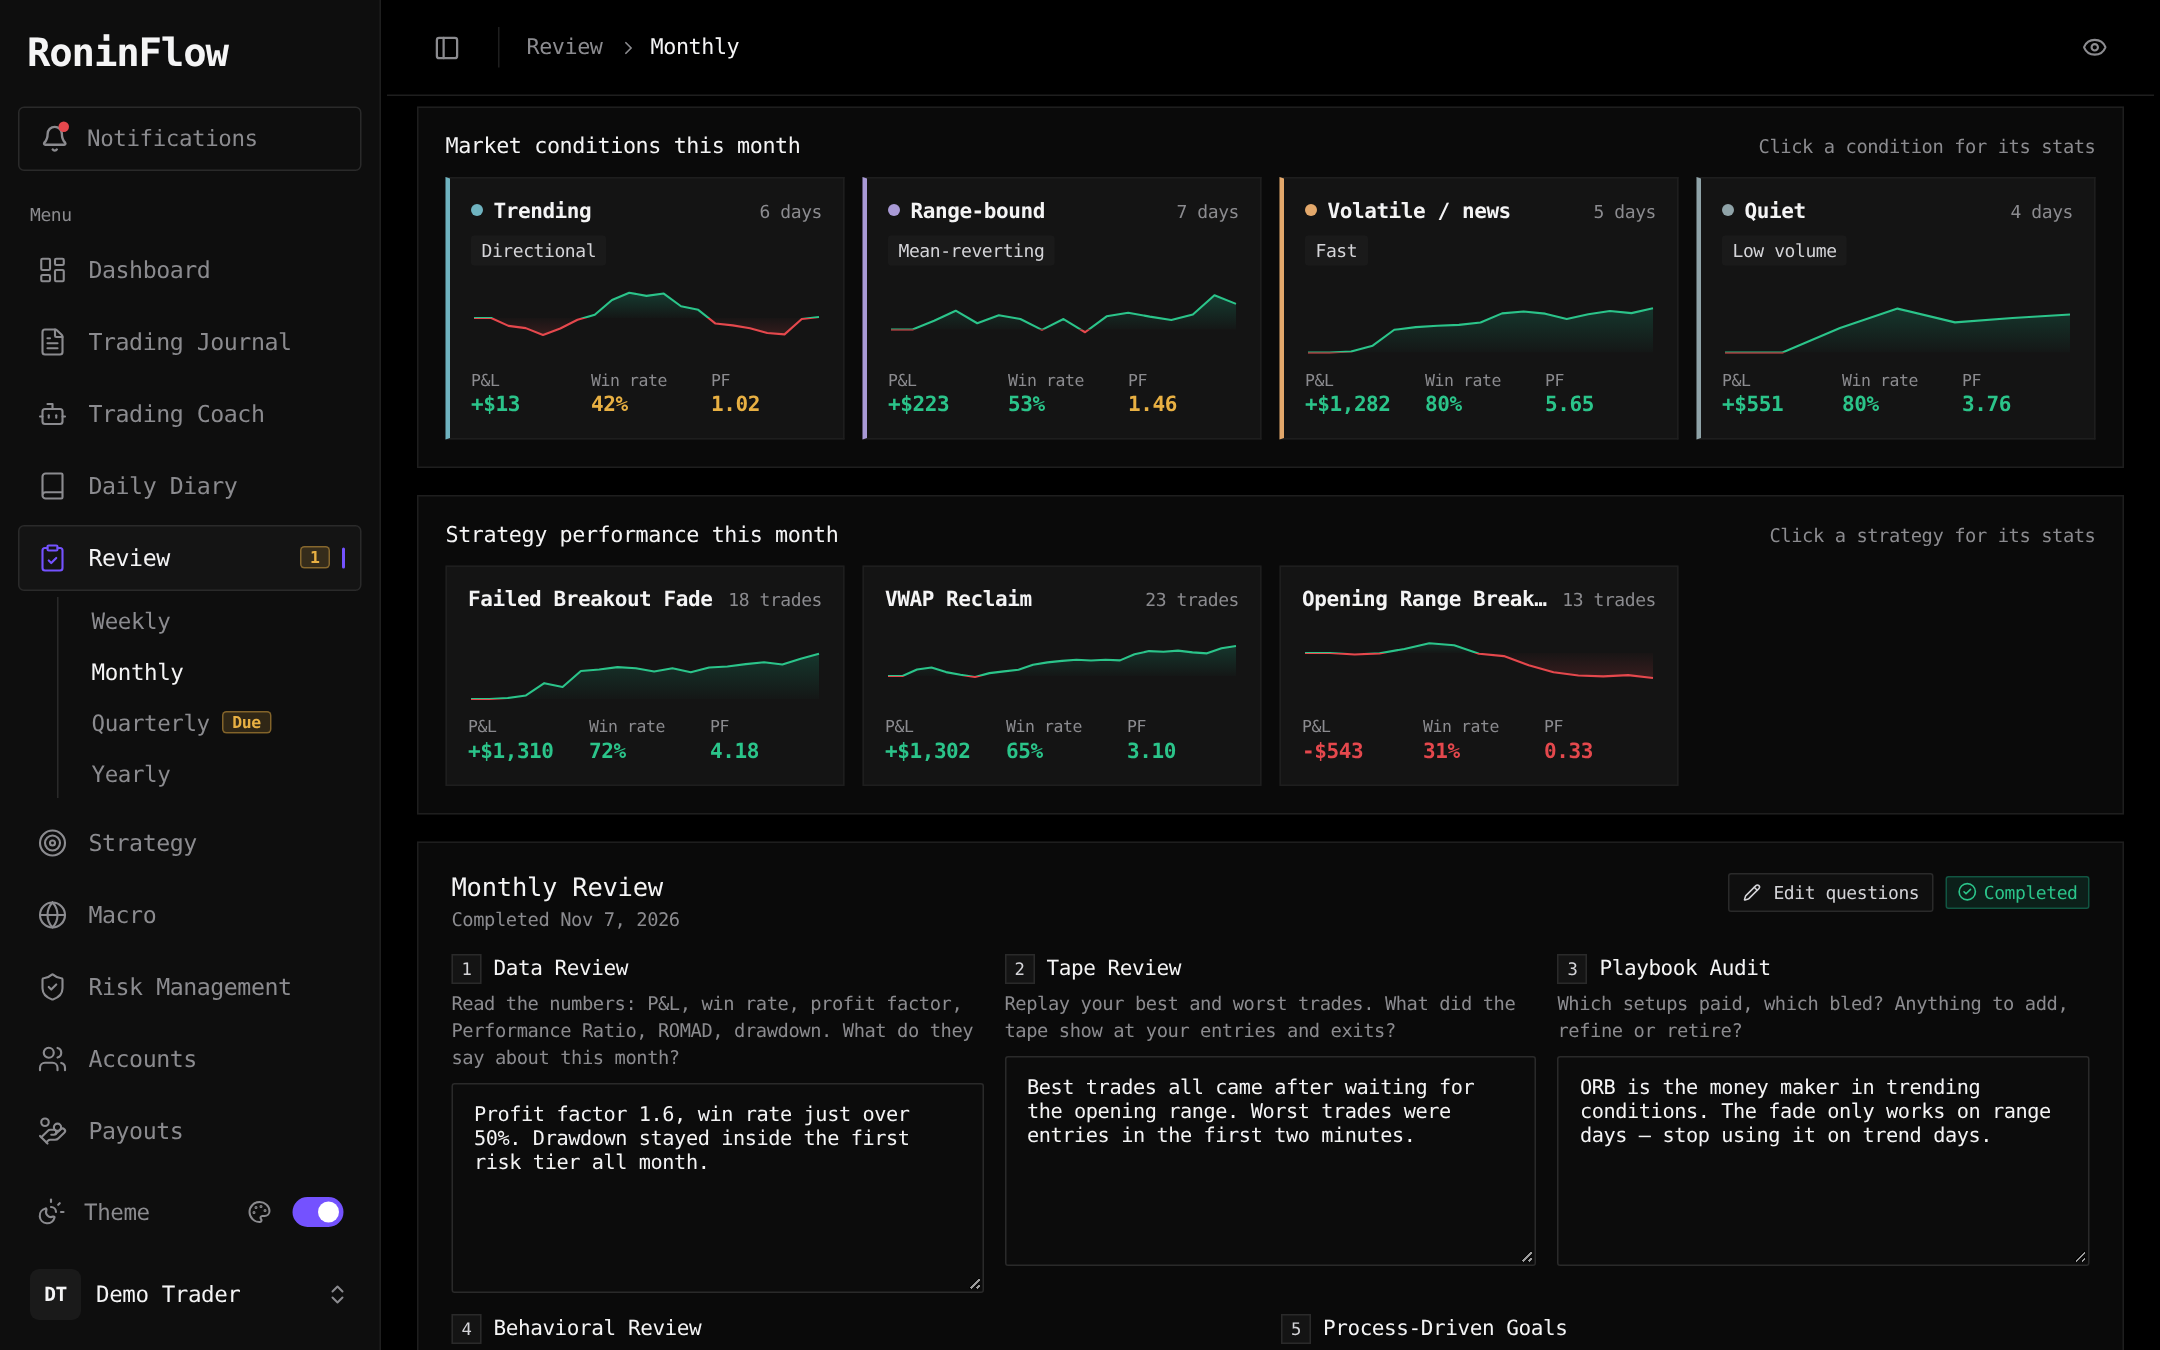 RoninFlow
Notifications
Menu
Dashboard
Trading Journal
Trading Coach
Daily Diary
Review 1
Weekly
Monthly
Quarterly Due
Yearly
Strategy
Macro
Risk Management
Accounts
Payouts
Theme
DT Demo Trader
Review > Monthly
Market conditions this month
Click a condition for its stats
Trending 6 days
Directional
P&L Win rate PF
+$13 42% 1.02
Range-bound 7 days
Mean-reverting
P&L Win rate PF
+$223 53% 1.46
Volatile / news 5 days
Fast
P&L Win rate PF
+$1,282 80% 5.65
Quiet 4 days
Low volume
P&L Win rate PF
+$551 80% 3.76
Strategy performance this month
Click a strategy for its stats
Failed Breakout Fade 18 trades
P&L Win rate PF
+$1,310 72% 4.18
VWAP Reclaim 23 trades
P&L Win rate PF
+$1,302 65% 3.10
Opening Range Break… 13 trades
P&L Win rate PF
-$543 31% 0.33
Monthly Review
Completed Nov 7, 2026
Edit questions
Completed
1 Data Review
Read the numbers: P&L, win rate, profit factor,
Performance Ratio, ROMAD, drawdown. What do they
say about this month?
Profit factor 1.6, win rate just over
50%. Drawdown stayed inside the first
risk tier all month.
2 Tape Review
Replay your best and worst trades. What did the
tape show at your entries and exits?
Best trades all came after waiting for
the opening range. Worst trades were
entries in the first two minutes.
3 Playbook Audit
Which setups paid, which bled? Anything to add,
refine or retire?
ORB is the money maker in trending
conditions. The fade only works on range
days — stop using it on trend days.
4 Behavioral Review
5 Process-Driven Goals